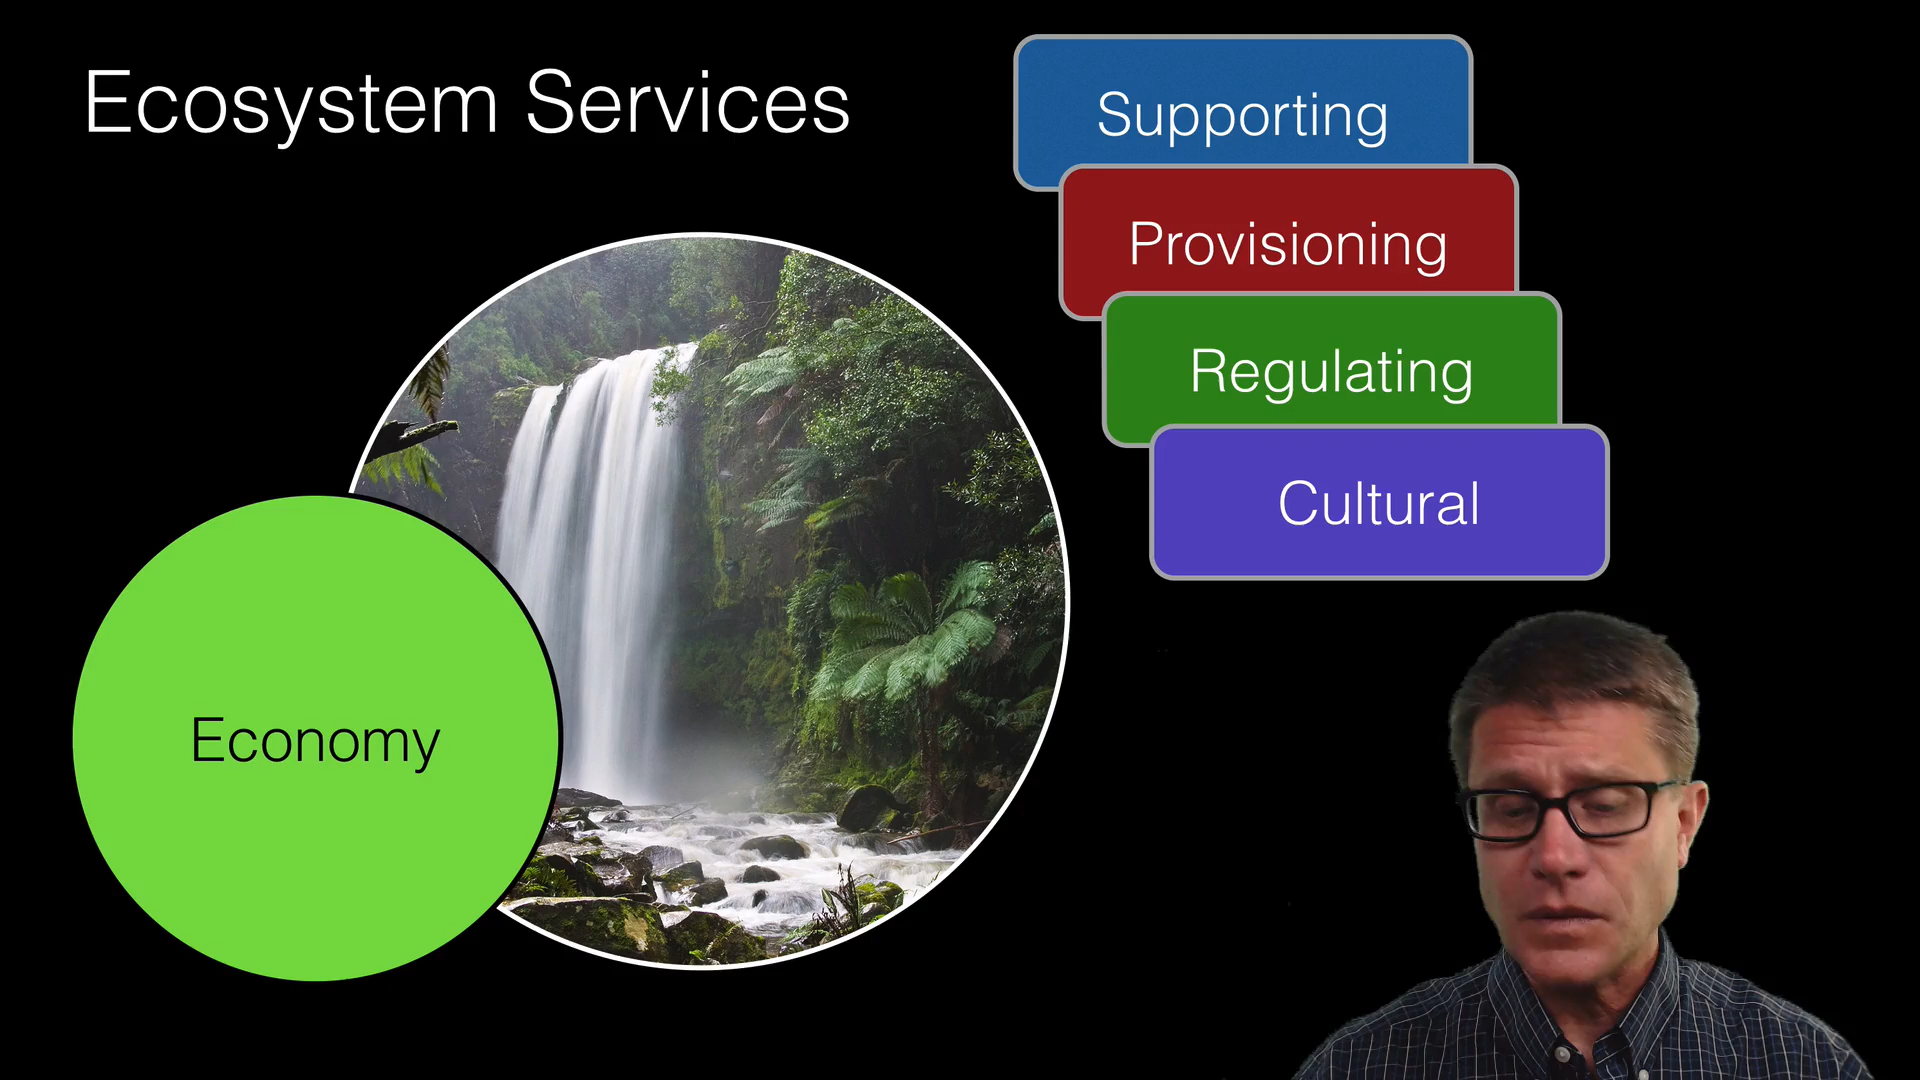 Ecosystem Services
Supporting
Provisioning
Regulating
Cultural
Economy